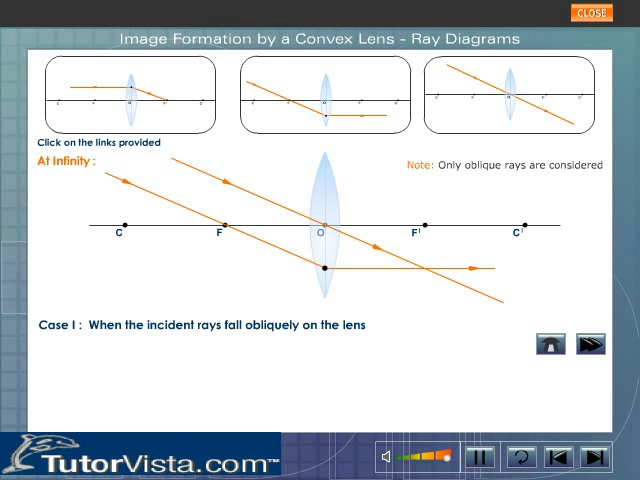 CLOSE
Image Formation by a Convex Lens - Ray Diagrams
Click on the links provided
At Infinity :
Note: Only oblique rays are considered
C F O F' C'
Case I : When the incident rays fall obliquely on the lens
TutorVista.com™